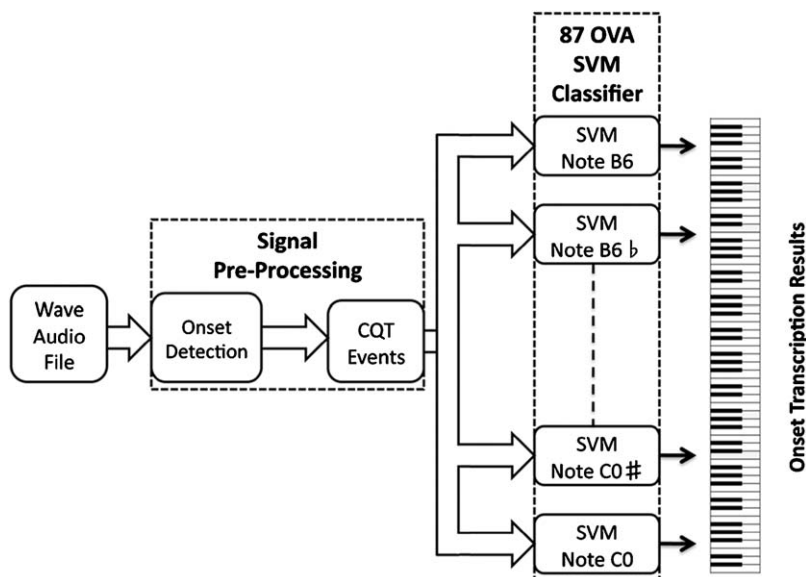 87 OVA
SVM
Classifier
SVM
Note B6
SVM
Note B6 ♭
Signal
Pre-Processing
Wave
Audio
File
Onset
Detection
CQT
Events
SVM
Note C0♯
SVM
Note C0
Onset Transcription Results